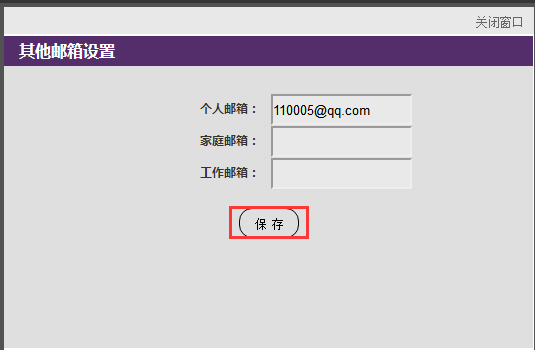 关闭窗口
其他邮箱设置
个人邮箱： 110005@qq.com
家庭邮箱：
工作邮箱：
保 存